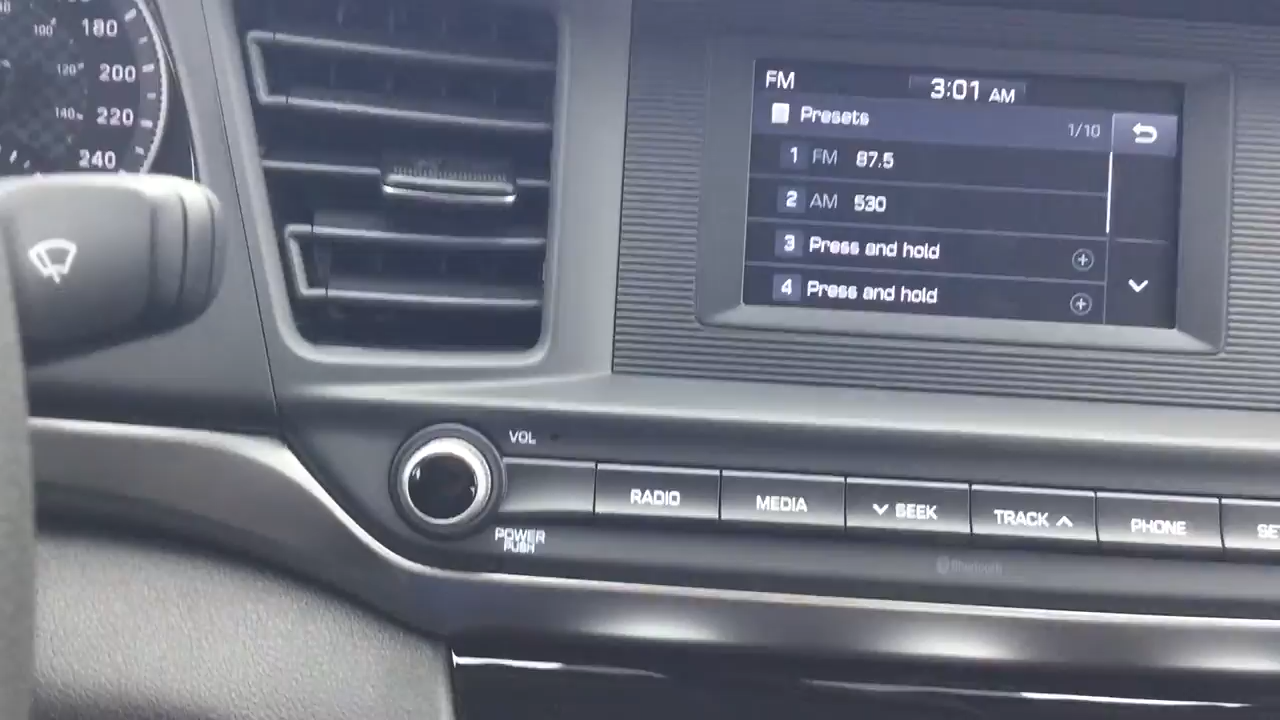 180
100
120
200
140
220
240
FM
3:01 AM
Presets
1/10
1 FM 87.5
2 AM 530
3 Press and hold
4 Press and hold
VOL
RADIO
MEDIA
SEEK
TRACK
PHONE
POWER
PUSH
Bluetooth